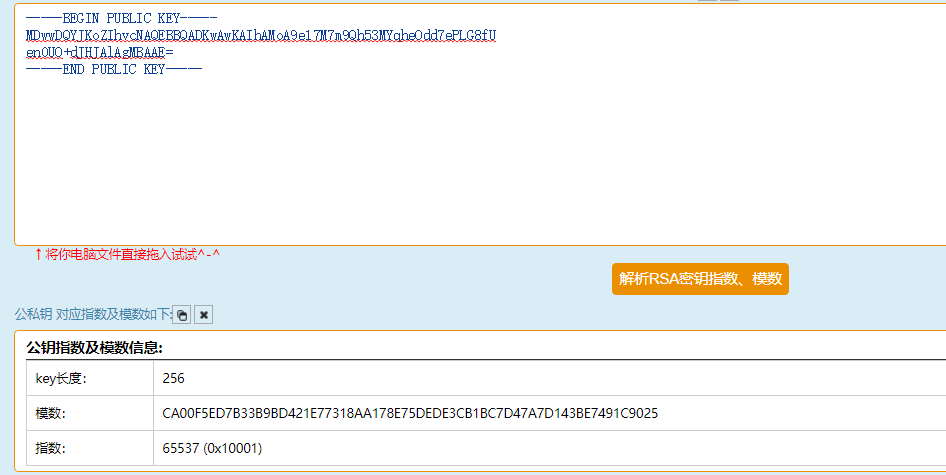 -----BEGIN PUBLIC KEY-----
MDwwDQYJKoZIhvcNAQEBBQADKwAwKAIhAMoA9e17M7m9Qh53MYqheOdd7ePLG8fU
en0UO+dJHJAlAgMBAAE=
-----END PUBLIC KEY-----
↑将你电脑文件直接拖入试试^-^
解析RSA密钥指数、模数
公私钥 对应指数及模数如下:
公钥指数及模数信息:
key长度: 256
模数: CA00F5ED7B33B9BD421E77318AA178E75DEDE3CB1BC7D47A7D143BE7491C9025
指数: 65537 (0x10001)